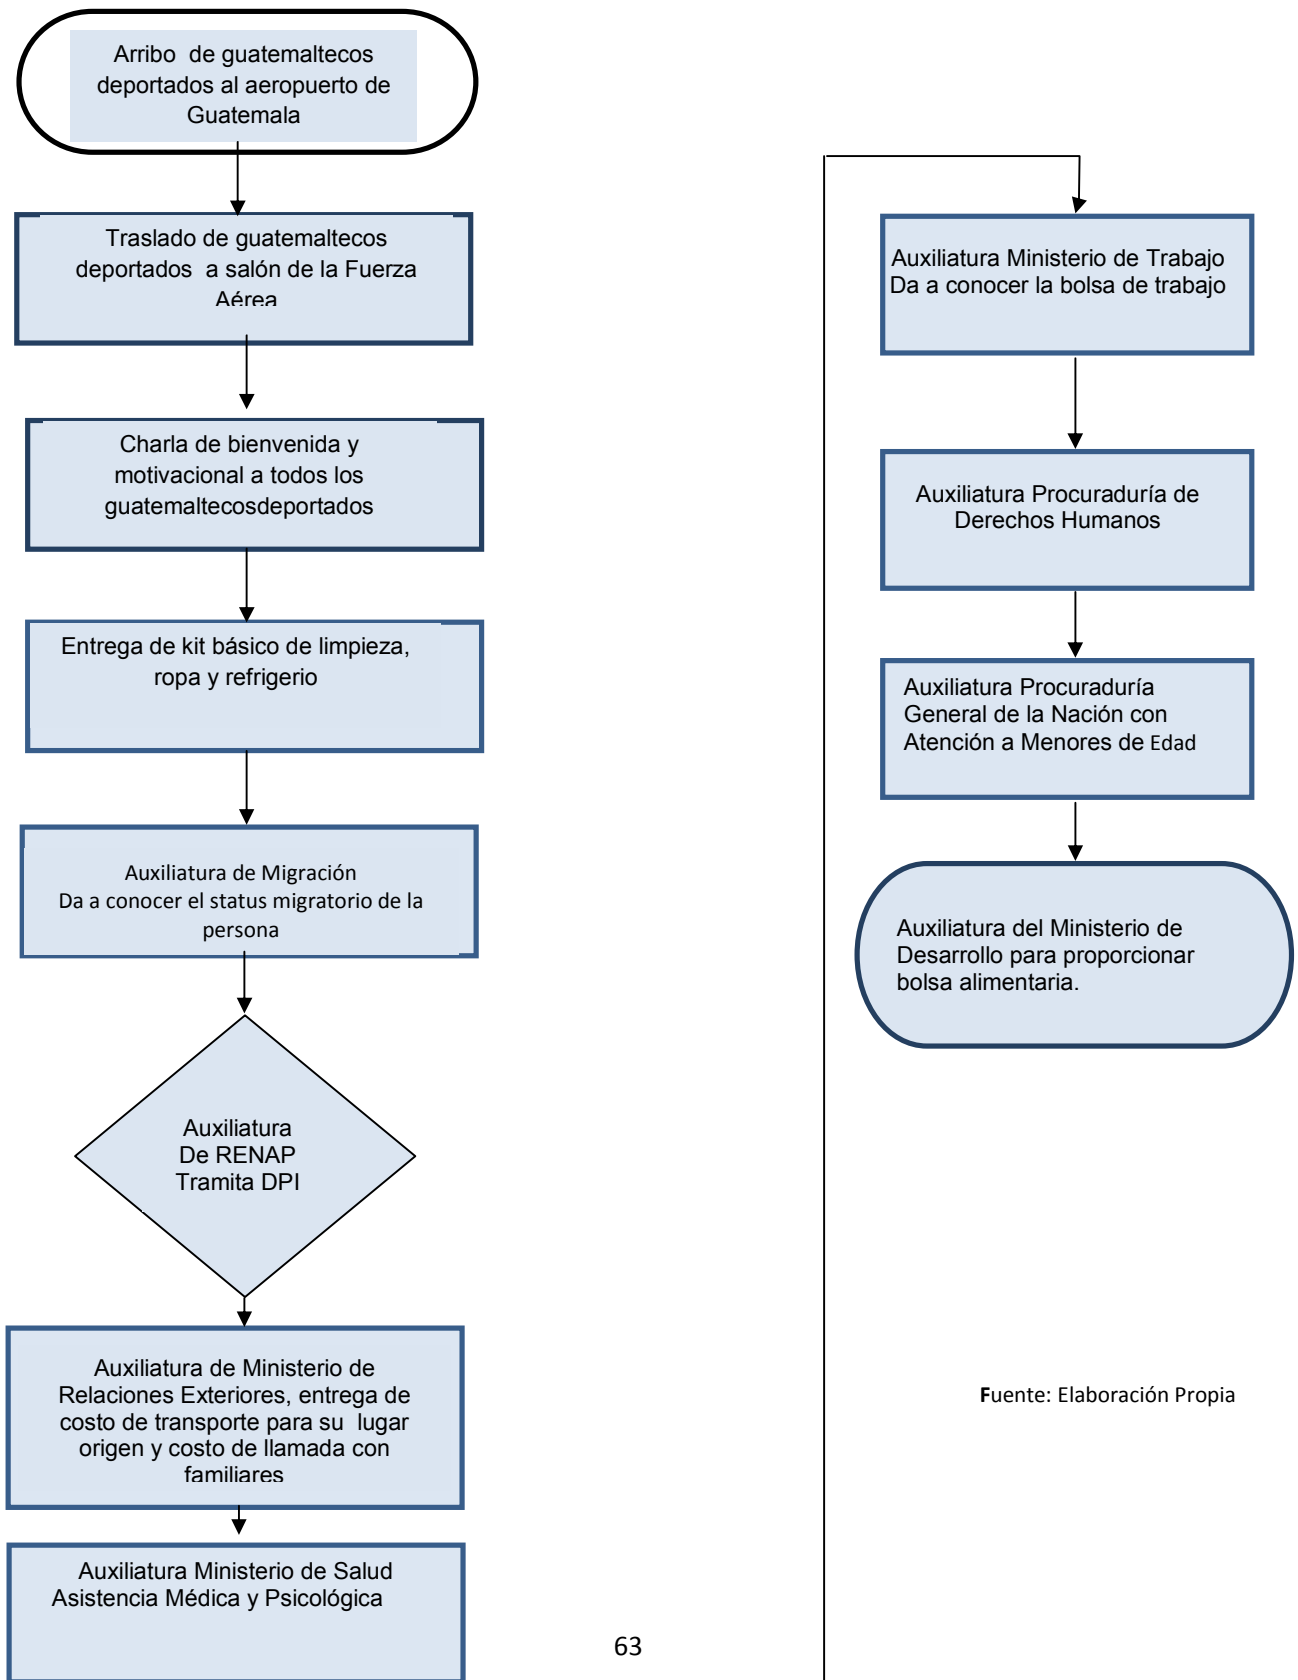 Arribo de guatemaltecos
deportados al aeropuerto de
Guatemala
Traslado de guatemaltecos
deportados a salón de la Fuerza
Aérea
Charla de bienvenida y
motivacional a todos los
guatemaltecosdeportados
Entrega de kit básico de limpieza,
ropa y refrigerio
Auxiliatura de Migración
Da a conocer el status migratorio de la
persona
Auxiliatura
De RENAP
Tramita DPI
Auxiliatura de Ministerio de
Relaciones Exteriores, entrega de
costo de transporte para su lugar
origen y costo de llamada con
familiares
Auxiliatura Ministerio de Salud
Asistencia Médica y Psicológica
Auxiliatura Ministerio de Trabajo
Da a conocer la bolsa de trabajo
Auxiliatura Procuraduría de
Derechos Humanos
Auxiliatura Procuraduría
General de la Nación con
Atención a Menores de Edad
Auxiliatura del Ministerio de
Desarrollo para proporcionar
bolsa alimentaria.
Fuente: Elaboración Propia
63